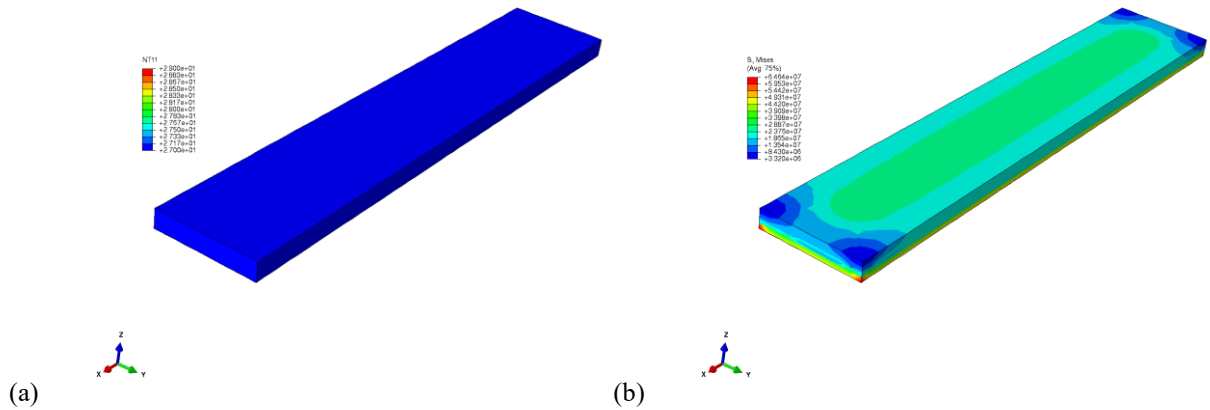 NT11
+2.900e+01
+2.883e+01
+2.867e+01
+2.850e+01
+2.833e+01
+2.817e+01
+2.800e+01
+2.783e+01
+2.767e+01
+2.750e+01
+2.733e+01
+2.717e+01
+2.700e+01
Z
X
Y
(a)
S, Mises
(Avg: 75%)
+6.464e+07
+5.953e+07
+5.442e+07
+4.931e+07
+4.420e+07
+3.909e+07
+3.398e+07
+2.887e+07
+2.376e+07
+1.865e+07
+1.354e+07
+8.430e+06
+3.320e+06
Z
X
Y
(b)